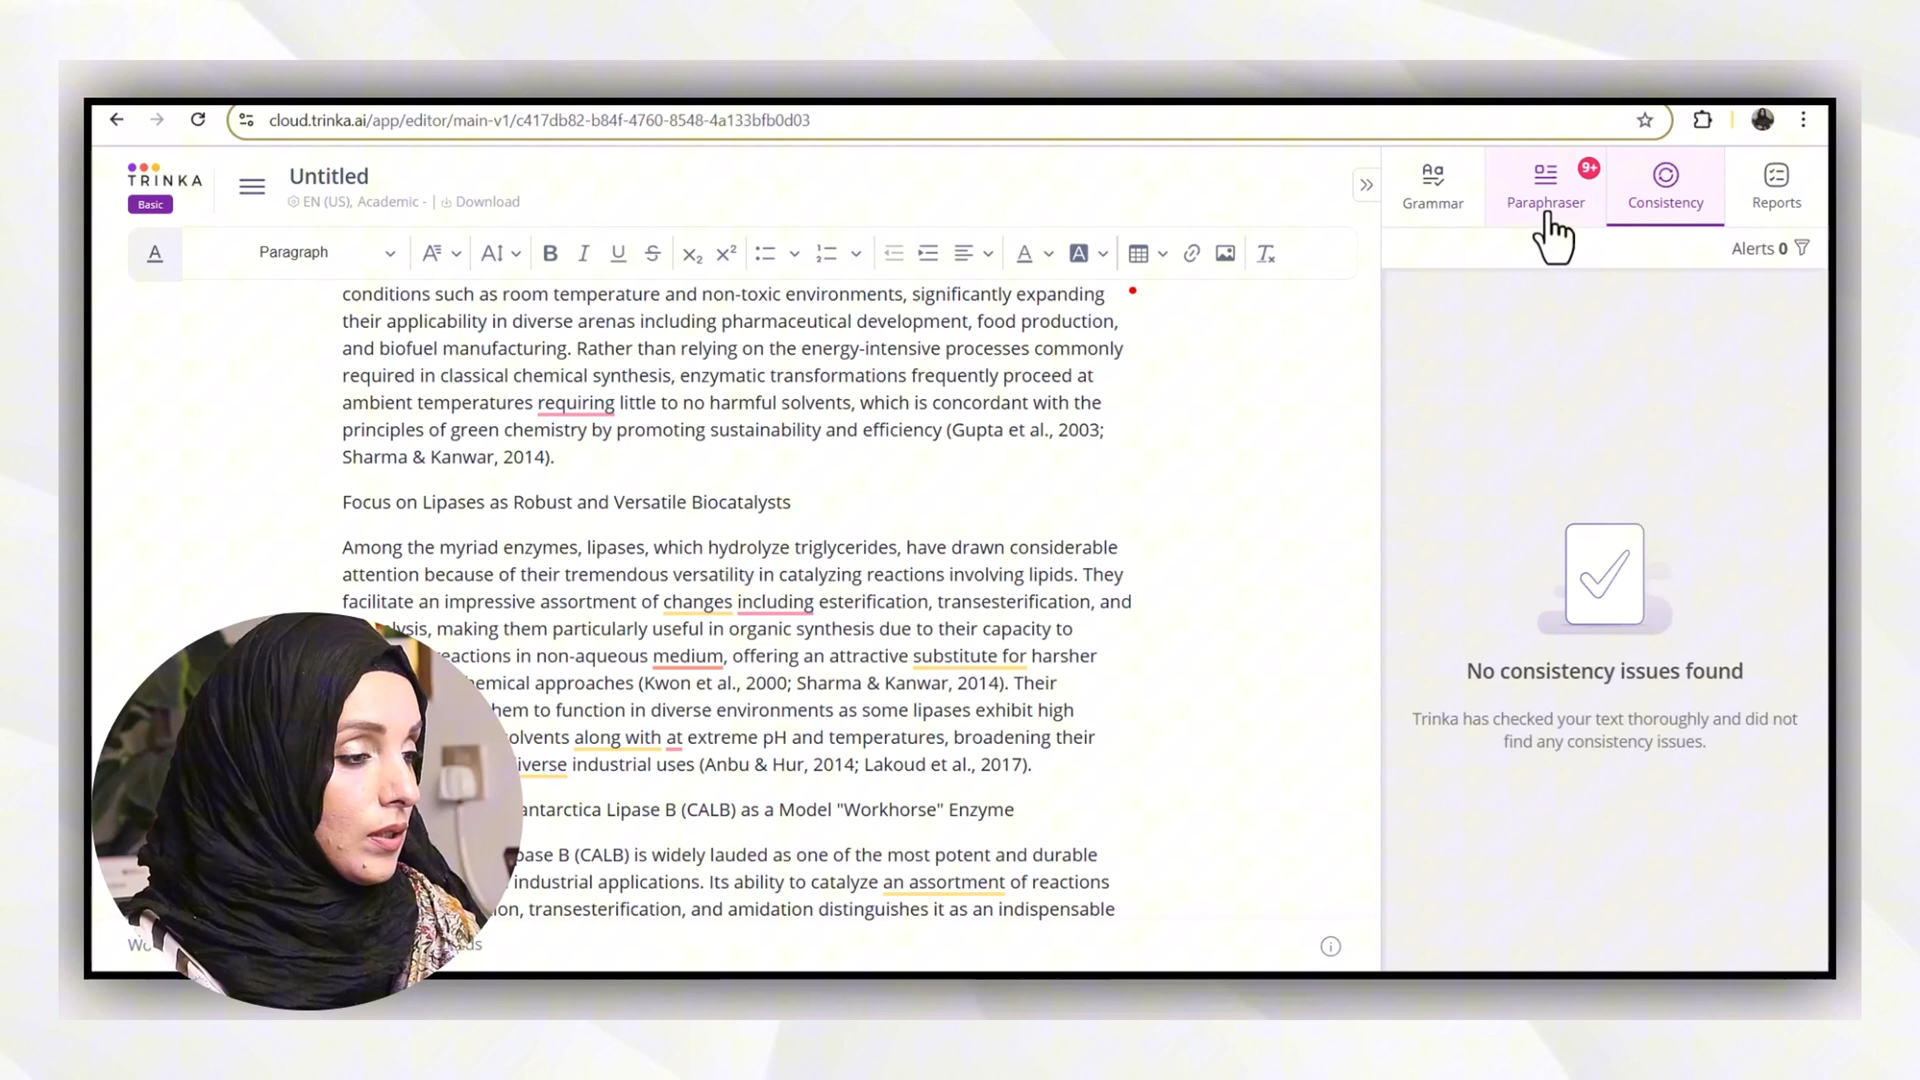 cloud.trinka.ai/app/editor/main-v1/c417db82-b84f-4760-8548-4a133bfb0d03
TRINKA
Basic
Untitled
EN (US), Academic - | Download
Grammar
Paraphraser
9+
Consistency
Reports
Alerts 0
Paragraph
conditions such as room temperature and non-toxic environments, significantly expanding
their applicability in diverse arenas including pharmaceutical development, food production,
and biofuel manufacturing. Rather than relying on the energy-intensive processes commonly
required in classical chemical synthesis, enzymatic transformations frequently proceed at
ambient temperatures requiring little to no harmful solvents, which is concordant with the
principles of green chemistry by promoting sustainability and efficiency (Gupta et al., 2003;
Sharma & Kanwar, 2014).
Focus on Lipases as Robust and Versatile Biocatalysts
Among the myriad enzymes, lipases, which hydrolyze triglycerides, have drawn considerable
attention because of their tremendous versatility in catalyzing reactions involving lipids. They
facilitate an impressive assortment of changes including esterification, transesterification, and
making them particularly useful in organic synthesis due to their capacity to
reactions in non-aqueous medium, offering an attractive substitute for harsher
approaches (Kwon et al., 2000; Sharma & Kanwar, 2014). Their
to function in diverse environments as some lipases exhibit high
along with at extreme pH and temperatures, broadening their
industrial uses (Anbu & Hur, 2014; Lakoud et al., 2017).
antarctica Lipase B (CALB) as a Model "Workhorse" Enzyme
B (CALB) is widely lauded as one of the most potent and durable
industrial applications. Its ability to catalyze an assortment of reactions
transesterification, and amidation distinguishes it as an indispensable
No consistency issues found
Trinka has checked your text thoroughly and did not
find any consistency issues.